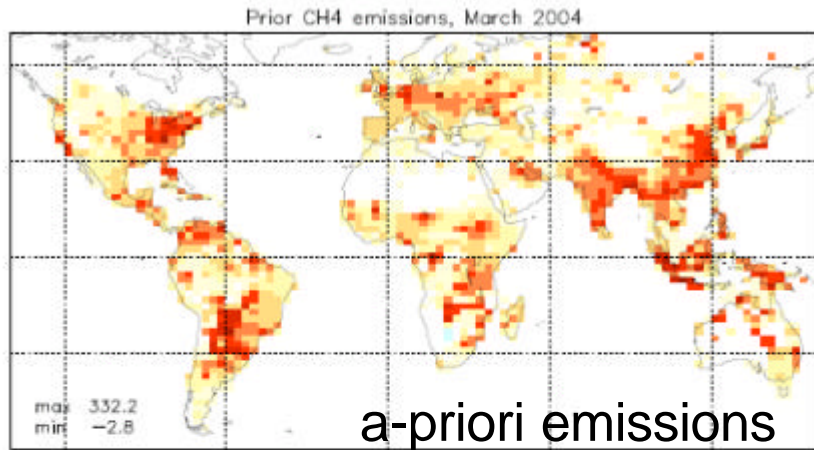 Prior CH4 emissions, March 2004
max 332.2
min -2.8
a-priori emissions